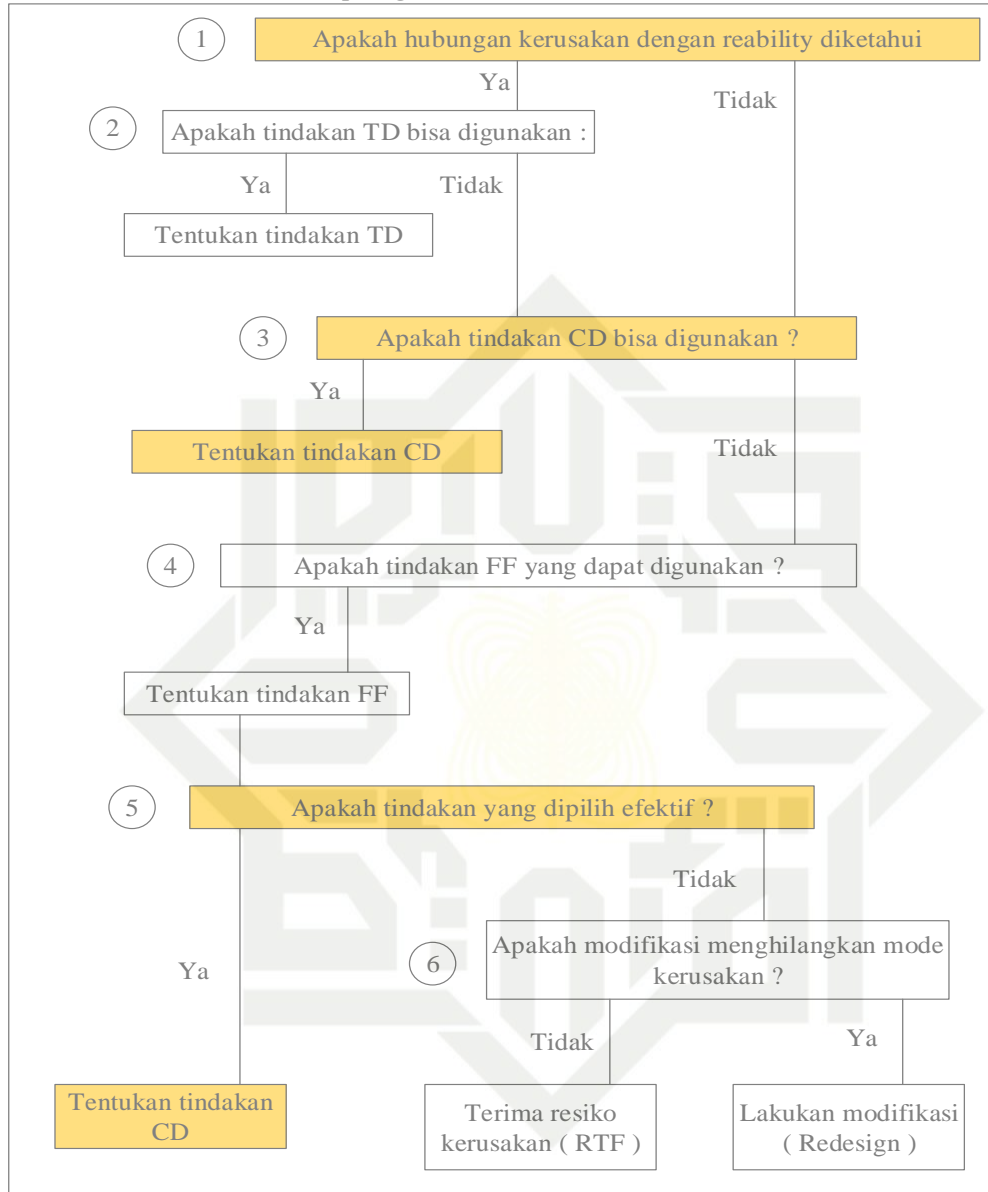 1
Apakah hubungan kerusakan dengan reability diketahui
Ya
Tidak
2
Apakah tindakan TD bisa digunakan :
Ya
Tidak
Tentukan tindakan TD
3
Apakah tindakan CD bisa digunakan ?
Ya
Tidak
Tentukan tindakan CD
4
Apakah tindakan FF yang dapat digunakan ?
Ya
Tentukan tindakan FF
5
Apakah tindakan yang dipilih efektif ?
Tidak
Ya
6
Apakah modifikasi menghilangkan mode
kerusakan ?
Tidak
Ya
Tentukan tindakan
CD
Terima resiko
kerusakan ( RTF )
Lakukan modifikasi
( Redesign )